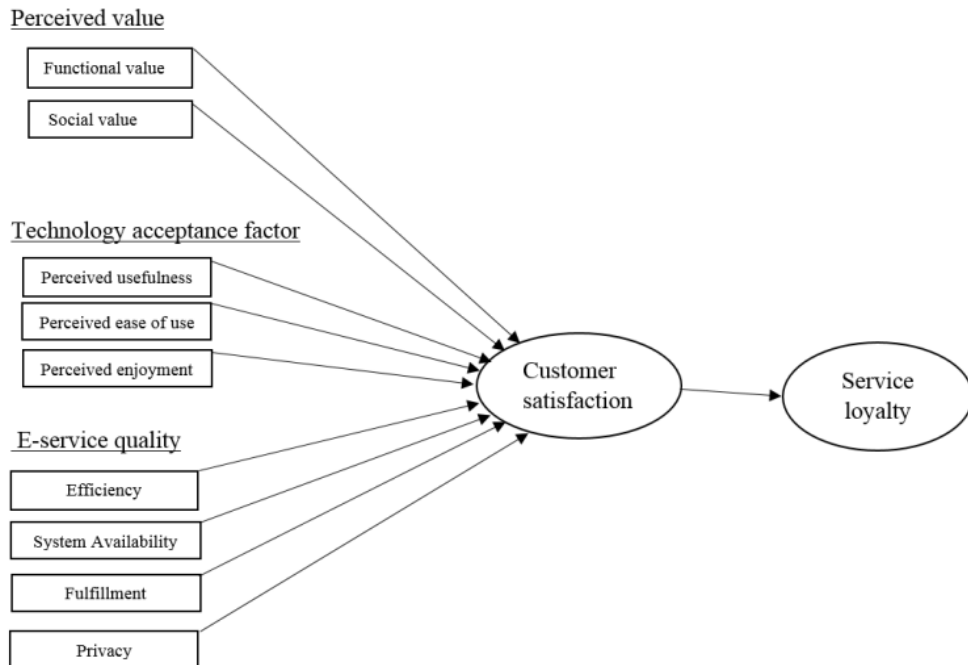 Perceived value
Functional value
Social value
Technology acceptance factor
Perceived usefulness
Perceived ease of use
Perceived enjoyment
E-service quality
Efficiency
System Availability
Fulfillment
Privacy
Customer
satisfaction
Service
loyalty